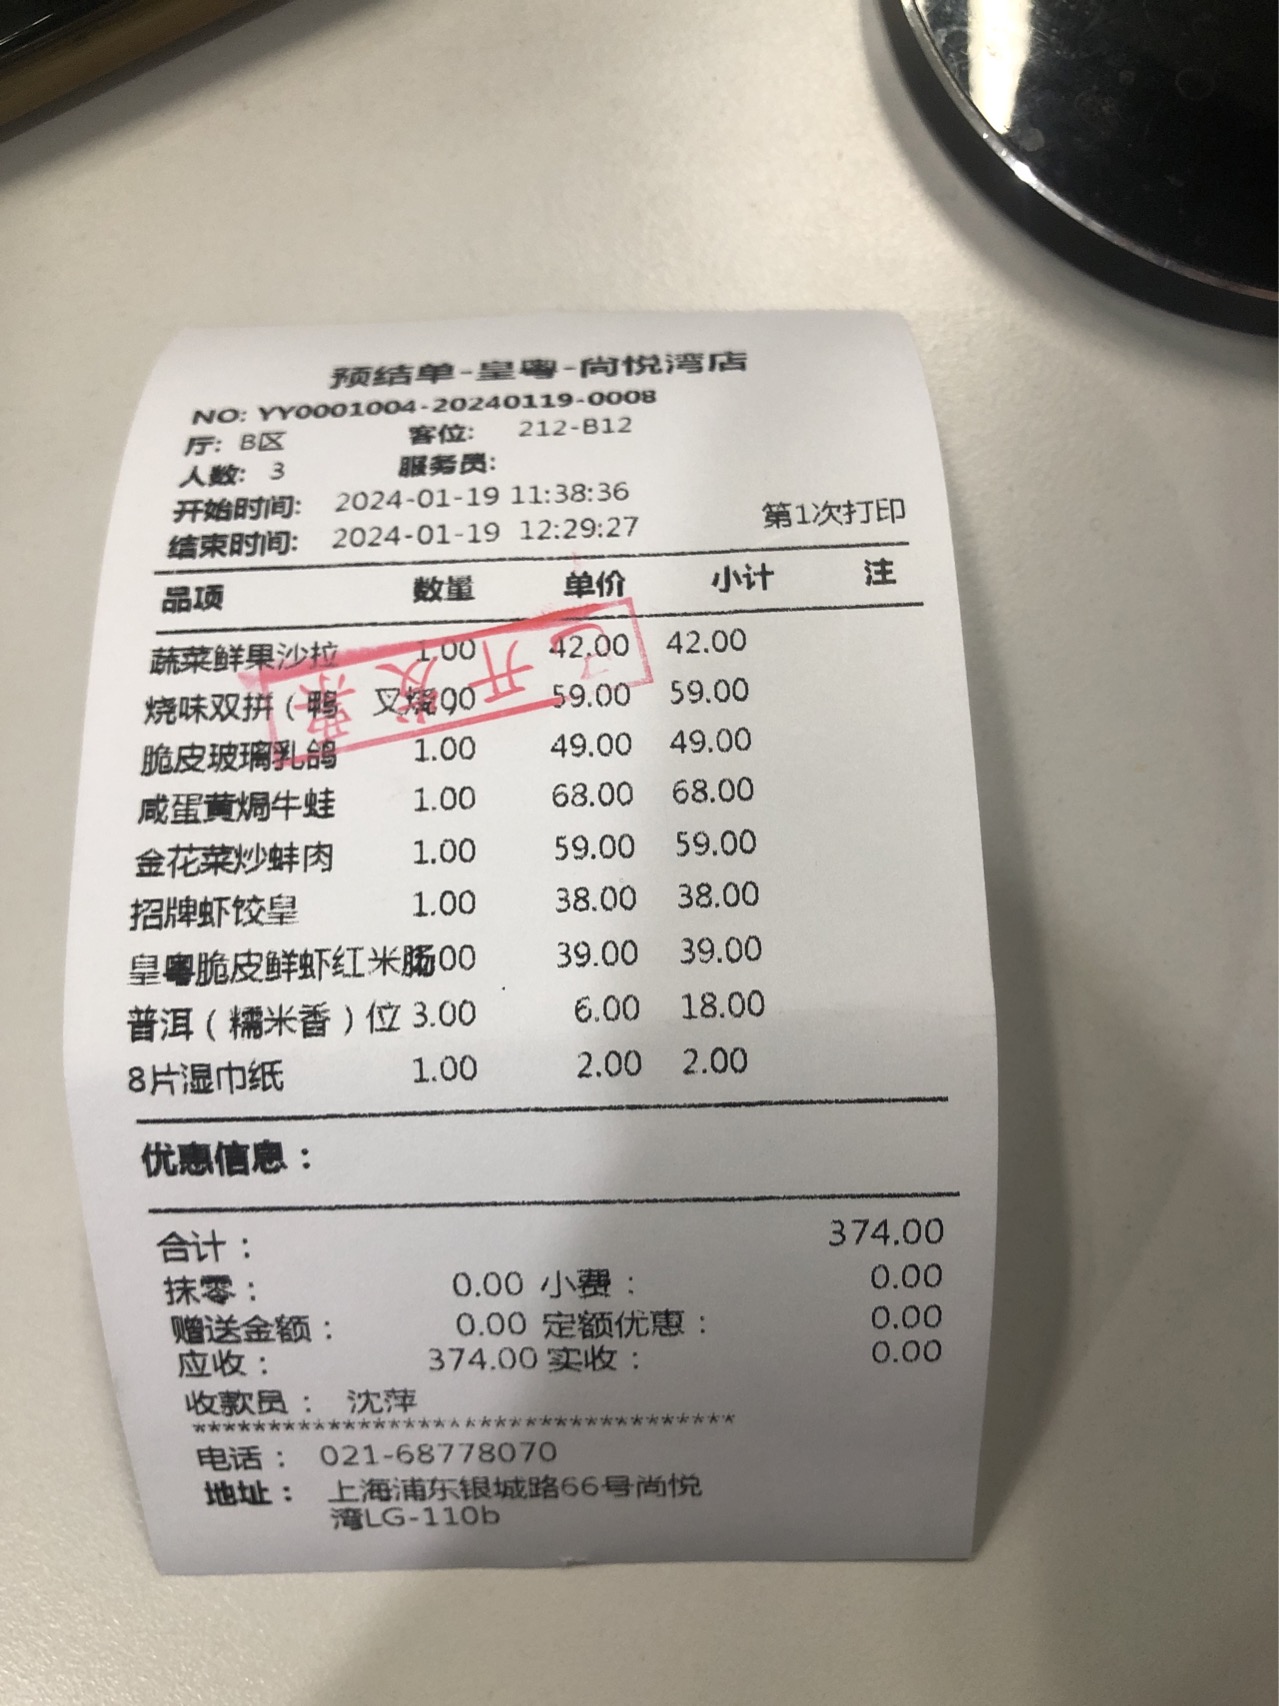 预结单-皇粤-尚悦湾店
NO: YY0001004-20240119-0008
厅: B区 客位: 212-B12
人数: 3 服务员:
开始时间: 2024-01-19 11:38:36
结束时间: 2024-01-19 12:29:27 第1次打印
品项 数量 单价 小计 注
蔬菜鲜果沙拉 1.00 42.00 42.00
烧味双拼（鸭 叉烧）00 59.00 59.00
脆皮玻璃乳鸽 1.00 49.00 49.00
咸蛋黄焗牛蛙 1.00 68.00 68.00
金花菜炒蚌肉 1.00 59.00 59.00
招牌虾饺皇 1.00 38.00 38.00
皇粤脆皮鲜虾红米肠 00 39.00 39.00
普洱（糯米香）位 3.00 6.00 18.00
8片湿巾纸 1.00 2.00 2.00
已开发票
优惠信息：
合计： 374.00
抹零： 0.00 小费： 0.00
赠送金额： 0.00 定额优惠： 0.00
应收： 374.00 实收： 0.00
收款员： 沈萍
************************************
电话： 021-68778070
地址： 上海浦东银城路66号尚悦
湾LG-110b